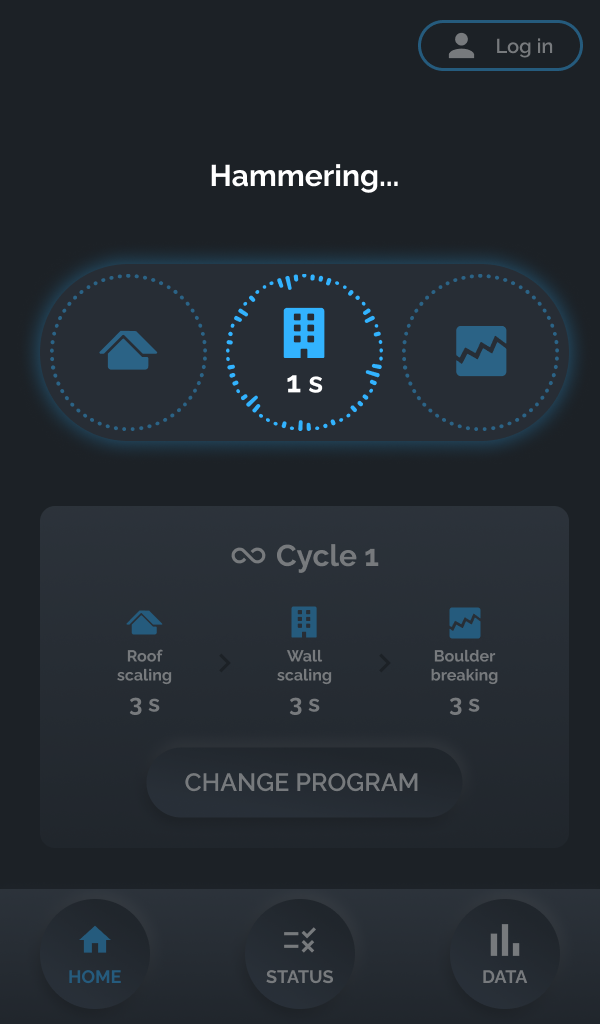 Log in
Hammering...
1 s
Cycle 1
Roof
scaling
3 s
Wall
scaling
3 s
Boulder
breaking
3 s
CHANGE PROGRAM
HOME
STATUS
DATA